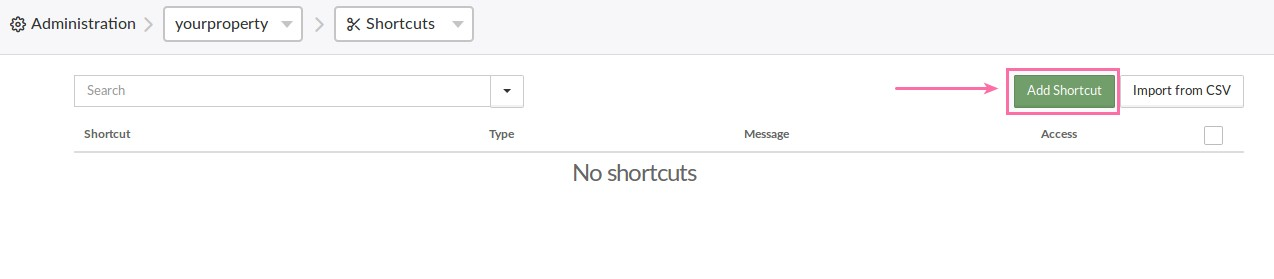 Administration yourproperty Shortcuts
Search Add Shortcut Import from CSV
Shortcut Type Message Access
No shortcuts